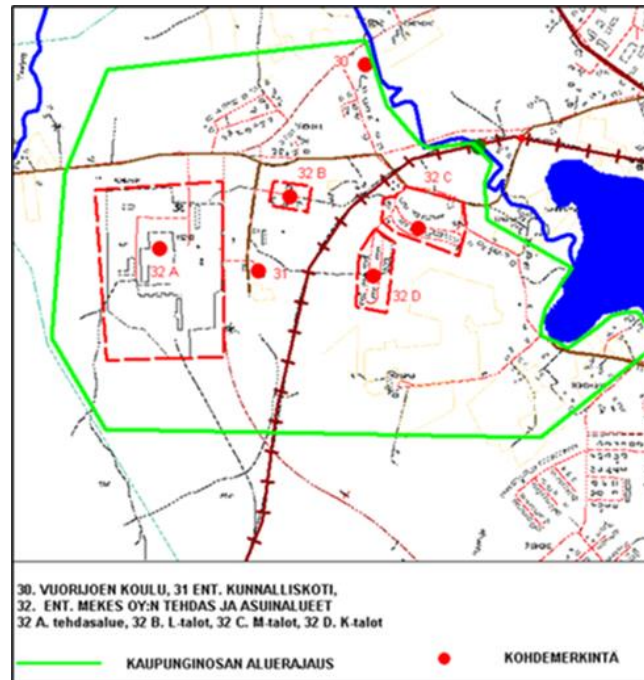 30
32 B
32 C
32 A
31
32 D
30. VUORIJOEN KOULU, 31 ENT. KUNNALLISKOTI,
32. ENT. MEKES OY:N TEHDAS JA ASUINALUEET
32 A. tehdasalue, 32 B. L-talot, 32 C. M-talot, 32 D. K-talot
KAUPUNGINOSAN ALUERAJAUS
KOHDEMERKINTÄ